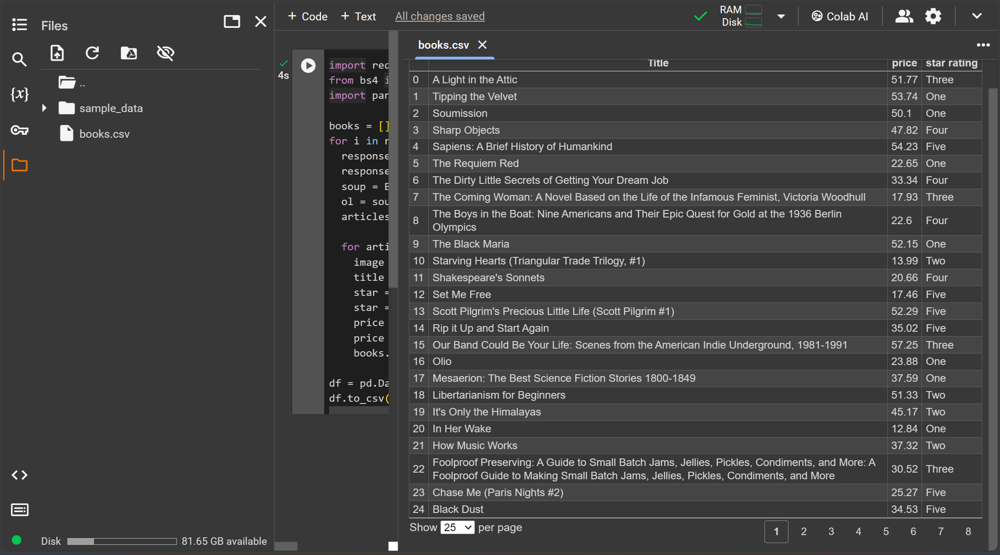 Files
..
sample_data
books.csv
Disk 81.65 GB available
+ Code + Text All changes saved
RAM
Disk
Colab AI
4s
import
from bs4
import
books = []
for i in
response
response
soup =
ol =
articles
for
image
title
star =
star =
price
price
books.
df = pd.
df.to_csv(
books.csv
Title price star rating
0 A Light in the Attic 51.77 Three
1 Tipping the Velvet 53.74 One
2 Soumission 50.1 One
3 Sharp Objects 47.82 Four
4 Sapiens: A Brief History of Humankind 54.23 Five
5 The Requiem Red 22.65 One
6 The Dirty Little Secrets of Getting Your Dream Job 33.34 Four
7 The Coming Woman: A Novel Based on the Life of the Infamous Feminist, Victoria Woodhull 17.93 Three
8 The Boys in the Boat: Nine Americans and Their Epic Quest for Gold at the 1936 Berlin
Olympics 22.6 Four
9 The Black Maria 52.15 One
10 Starving Hearts (Triangular Trade Trilogy, #1) 13.99 Two
11 Shakespeare's Sonnets 20.66 Four
12 Set Me Free 17.46 Five
13 Scott Pilgrim's Precious Little Life (Scott Pilgrim #1) 52.29 Five
14 Rip it Up and Start Again 35.02 Five
15 Our Band Could Be Your Life: Scenes from the American Indie Underground, 1981-1991 57.25 Three
16 Olio 23.88 One
17 Mesaerion: The Best Science Fiction Stories 1800-1849 37.59 One
18 Libertarianism for Beginners 51.33 Two
19 It's Only the Himalayas 45.17 Two
20 In Her Wake 12.84 One
21 How Music Works 37.32 Two
22 Foolproof Preserving: A Guide to Small Batch Jams, Jellies, Pickles, Condiments, and More: A
Foolproof Guide to Making Small Batch Jams, Jellies, Pickles, Condiments, and More 30.52 Three
23 Chase Me (Paris Nights #2) 25.27 Five
24 Black Dust 34.53 Five
Show 25 per page
1 2 3 4 5 6 7 8